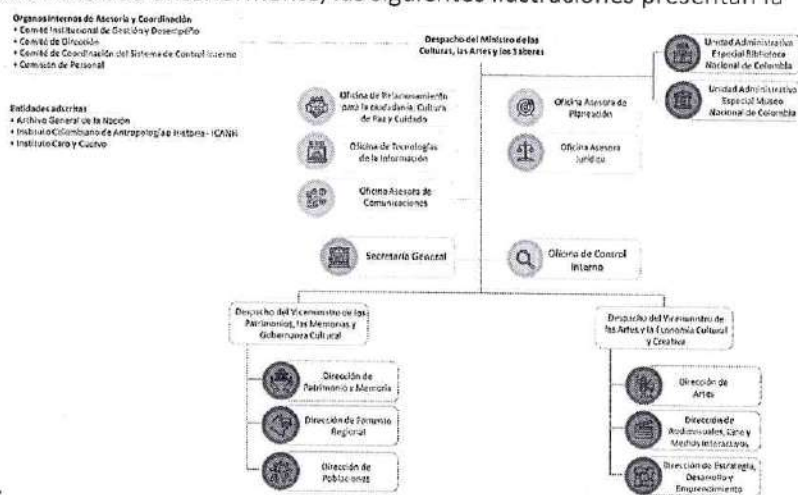 las siguientes ilustraciones presentan la
Órganos Internos de Asesoría y Coordinación
• Comité Institucional de Gestión y Desempeño
• Comité de Dirección
• Comité de Coordinación del Sistema de Control Interno
• Comisión de Personal
Entidades adscritas
• Archivo General de la Nación
• Instituto Colombiano de Antropología e Historia - ICANH
• Instituto Caro y Cuervo
Despacho del Ministro de las
Culturas, las Artes y los Saberes
Unidad Administrativa
Especial Biblioteca
Nacional de Colombia
Unidad Administrativa
Especial Museo
Nacional de Colombia
Oficina de Relacionamiento
para la ciudadanía, Cultura
de Paz y Cuidado
Oficina Asesora de
Planeación
Oficina de Tecnologías
de la Información
Oficina Asesora
Jurídica
Oficina Asesora de
Comunicaciones
Secretaría General
Oficina de Control
Interno
Despacho del Viceministro de los
Patrimonios, las Memorias y
Gobernanza Cultural
Dirección de
Patrimonio y Memoria
Dirección de Fomento
Regional
Dirección de
Poblaciones
Despacho del Viceministro de
las Artes y la Economía Cultural
y Creativa
Dirección de
Artes
Dirección de
Audiovisuales, Cine y
Medios Interactivos
Dirección de Estrategia,
Desarrollo y
Emprendimiento